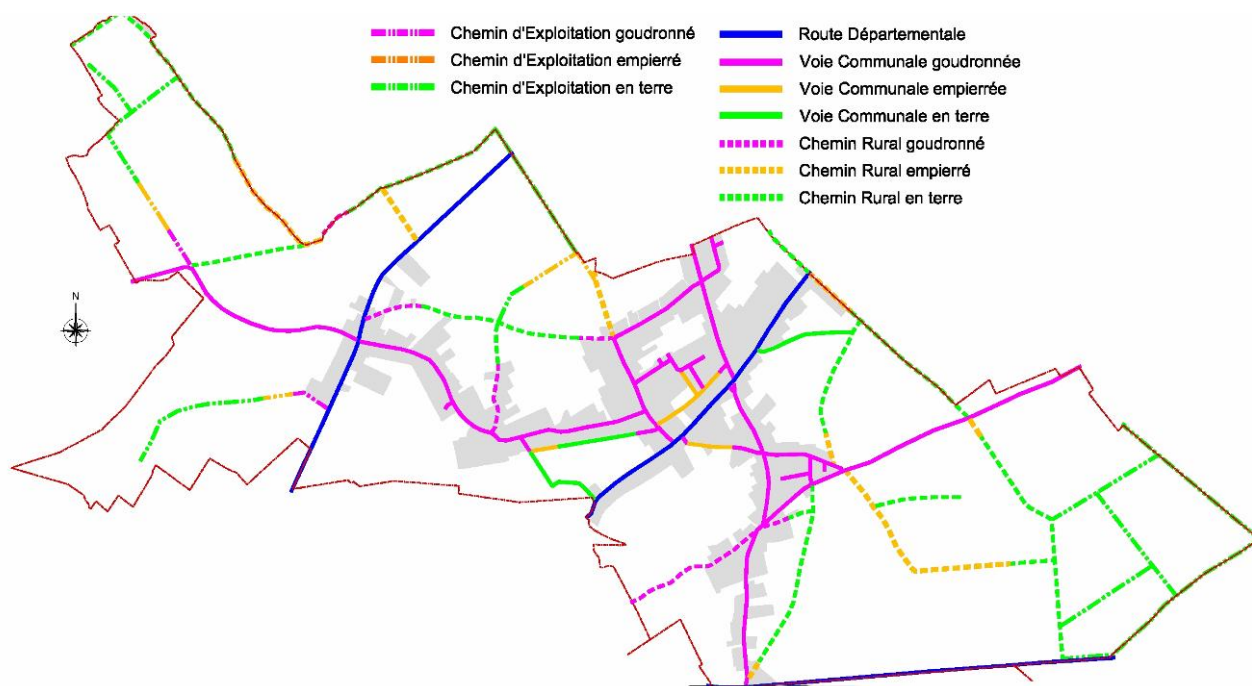 Chemin d'Exploitation goudronné
Chemin d'Exploitation empierré
Chemin d'Exploitation en terre
Route Départementale
Voie Communale goudronnée
Voie Communale empierrée
Voie Communale en terre
Chemin Rural goudronné
Chemin Rural empierré
Chemin Rural en terre
N